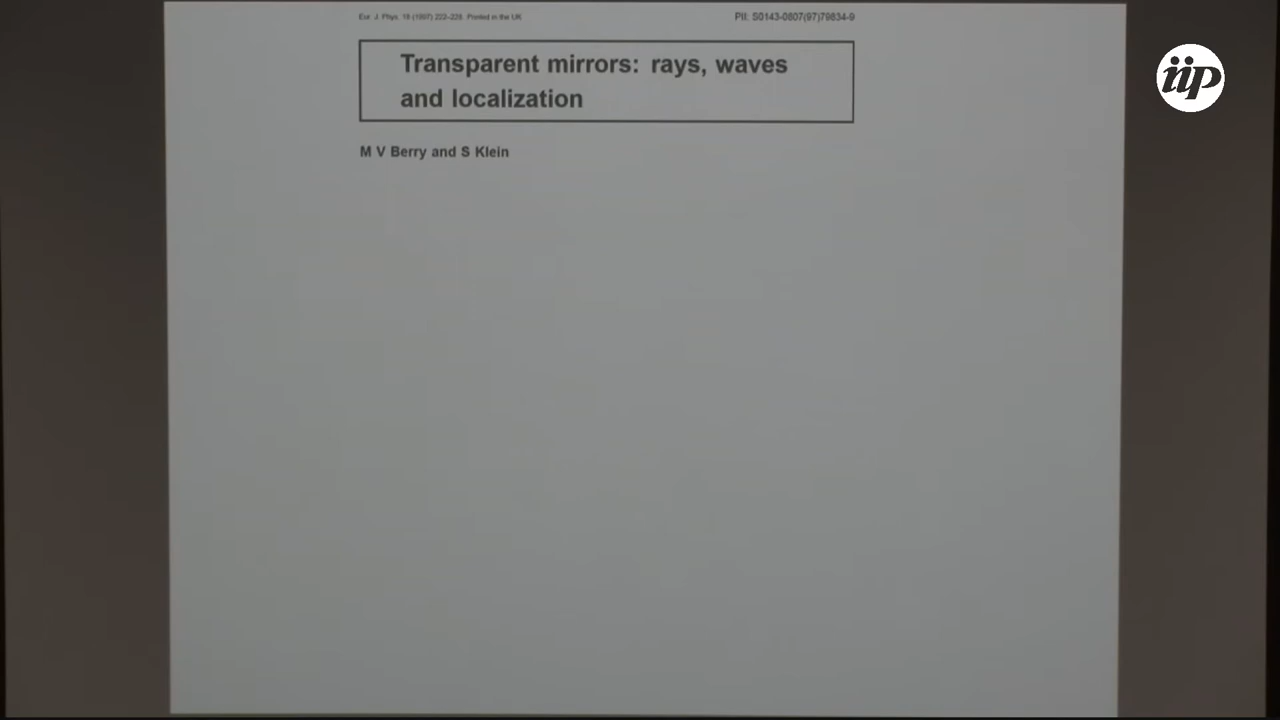 Eur. J. Phys. 18 (1997) 222–228. Printed in the UK
PII: S0143-0807(97)79834-9
Transparent mirrors: rays, waves
and localization
M V Berry and S Klein
iip